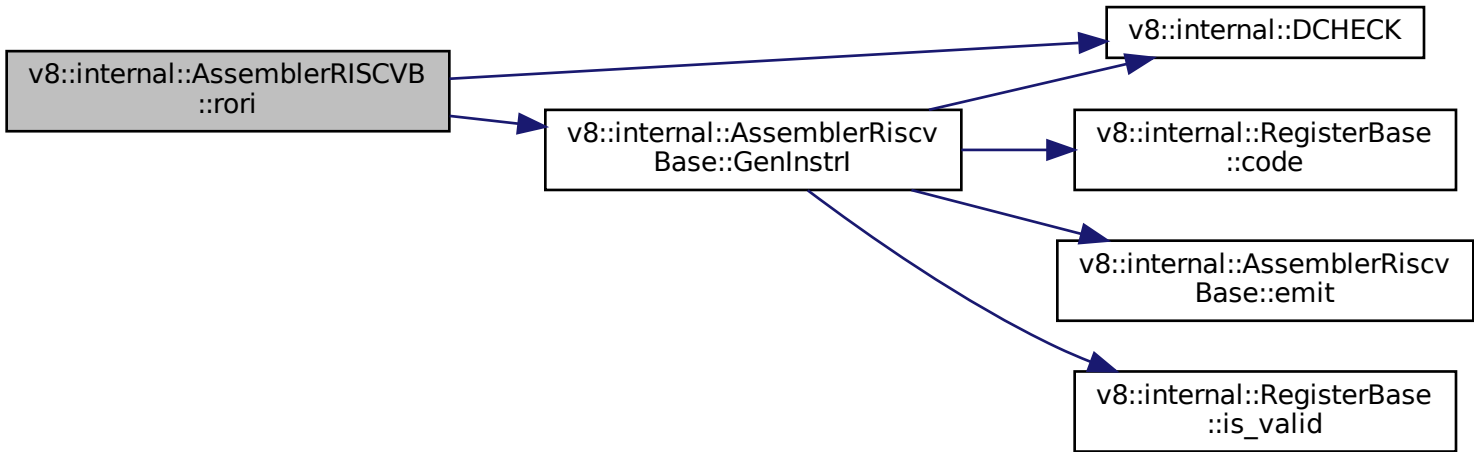 v8::internal::AssemblerRISCVB
::rori
v8::internal::AssemblerRiscv
Base::GenInstrI
v8::internal::DCHECK
v8::internal::RegisterBase
::code
v8::internal::AssemblerRiscv
Base::emit
v8::internal::RegisterBase
::is_valid